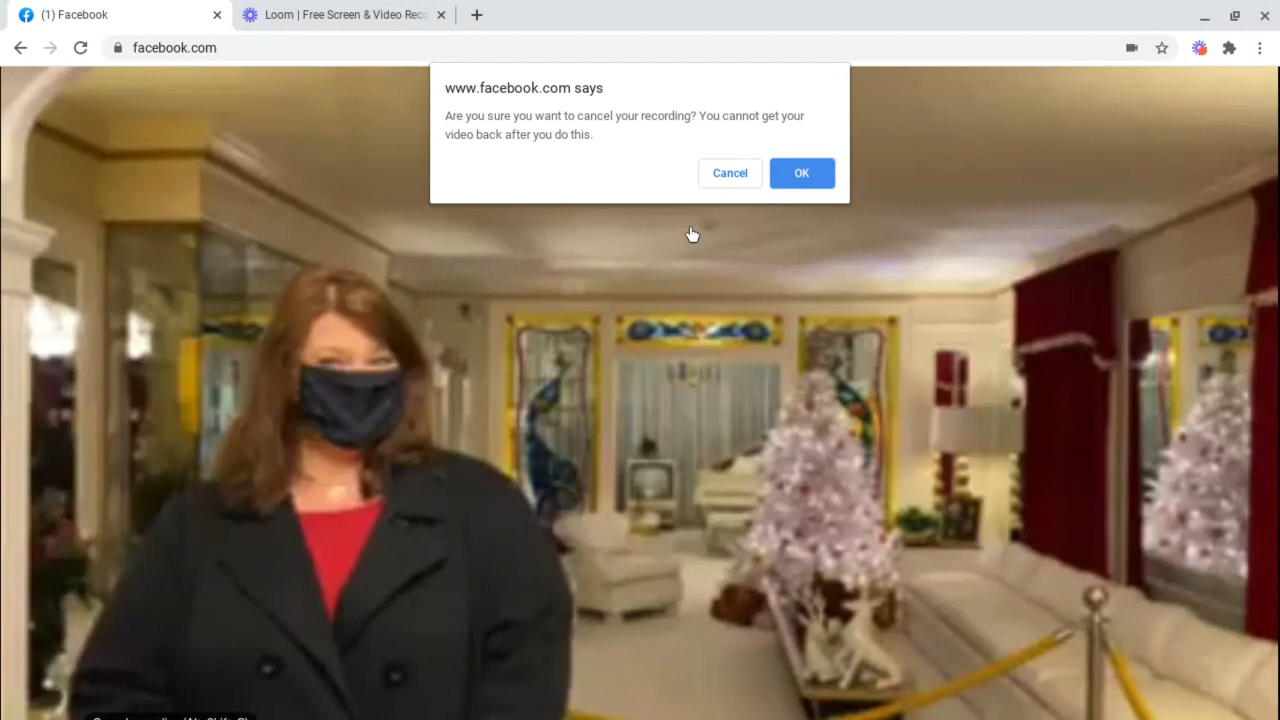 (1) Facebook
Loom | Free Screen & Video Rec
facebook.com
www.facebook.com says
Are you sure you want to cancel your recording? You cannot get your
video back after you do this.
Cancel
OK